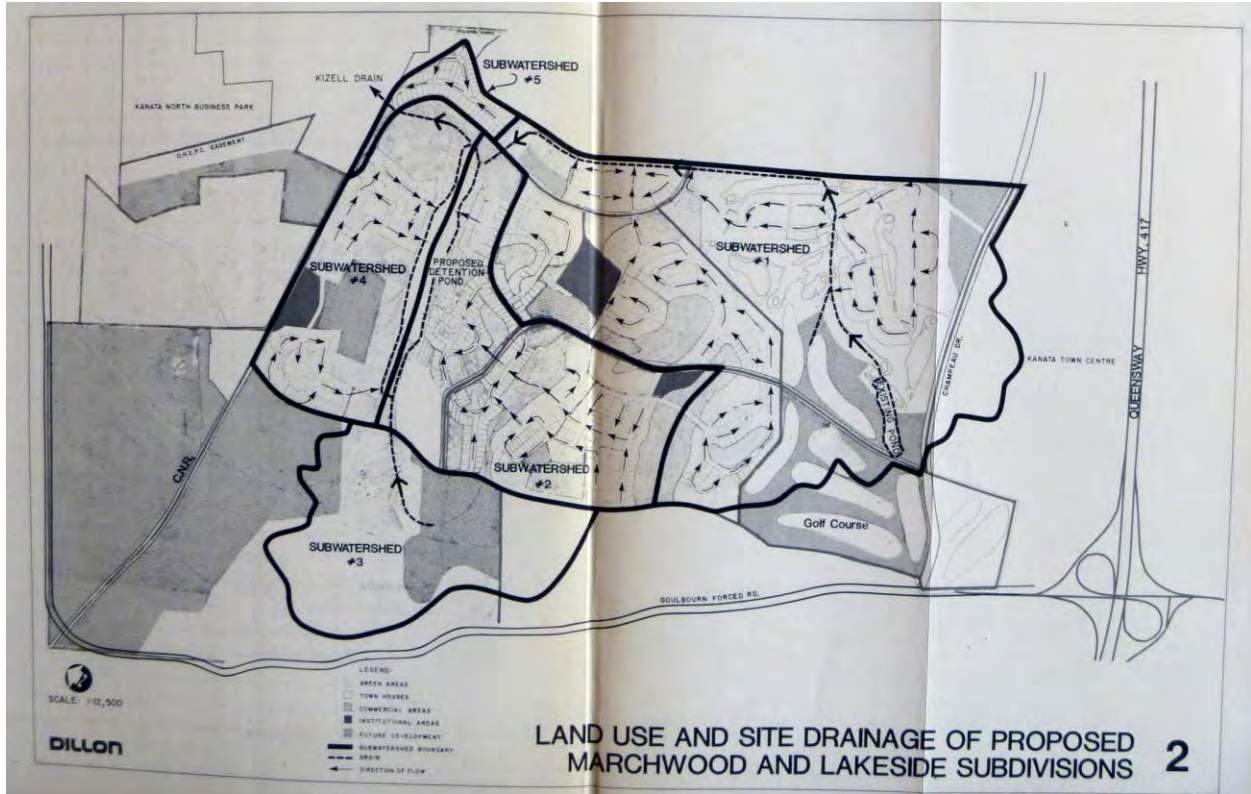 SUBWATERSHED
#5
KIZELL DRAIN
KANATA NORTH BUSINESS PARK
O.H.E.P.C. EASEMENT
SUBWATERSHED
#1
SUBWATERSHED
#4
PROPOSED
DETENTION
POND
HWY. 417
QUEENSWAY
CHAMPEAU DR.
KANATA TOWN CENTRE
EXISTING POND
C.N.R.
SUBWATERSHED
#2
Golf Course
SUBWATERSHED
#3
GOULBOURN FORCED RD.
SCALE: 1:12,500
DILLON
LEGEND:
GREEN AREAS
TOWN HOUSES
COMMERCIAL AREAS
INSTITUTIONAL AREAS
FUTURE DEVELOPMENT
SUBWATERSHED BOUNDARY
DRAIN
DIRECTION OF FLOW
LAND USE AND SITE DRAINAGE OF PROPOSED
MARCHWOOD AND LAKESIDE SUBDIVISIONS
2